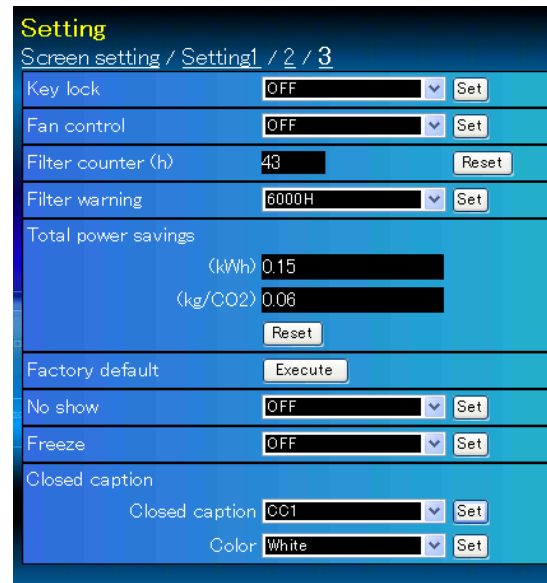 Setting
Screen setting / Setting1 / 2 / 3
Key lock OFF Set
Fan control OFF Set
Filter counter (h) 43 Reset
Filter warning 6000H Set
Total power savings
(kWh) 0.15
(kg/CO2) 0.06
Reset
Factory default Execute
No show OFF Set
Freeze OFF Set
Closed caption
Closed caption CC1 Set
Color White Set